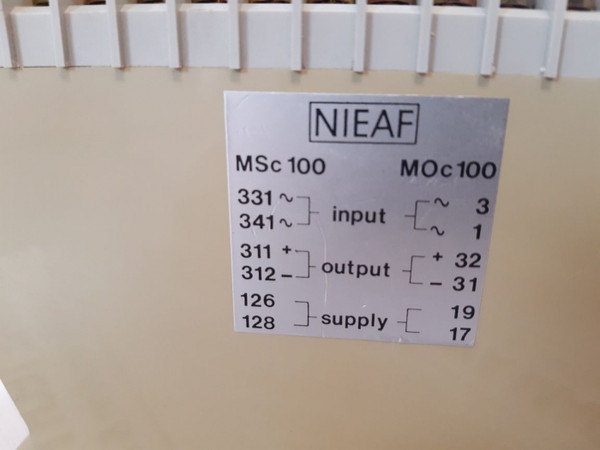 NIEAF
MSc 100 MOc 100
331 ~ input ~ 3
341 ~ ~ 1
311 + output + 32
312 - - 31
126 supply 19
128 17